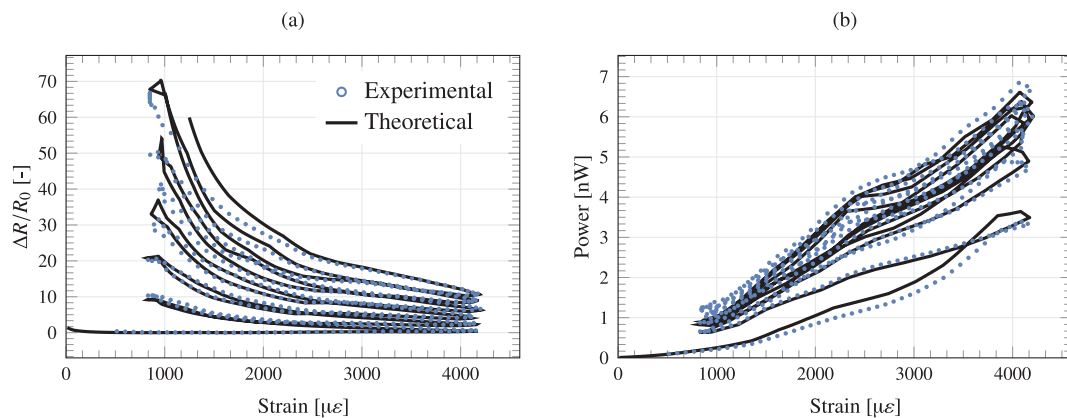 (a)
70
60
50
40
30
20
10
0
ΔR/R₀ [-]
Experimental
Theoretical
0 1000 2000 3000 4000
Strain [με]
(b)
7
6
5
4
3
2
1
0
Power [nW]
0 1000 2000 3000 4000
Strain [με]